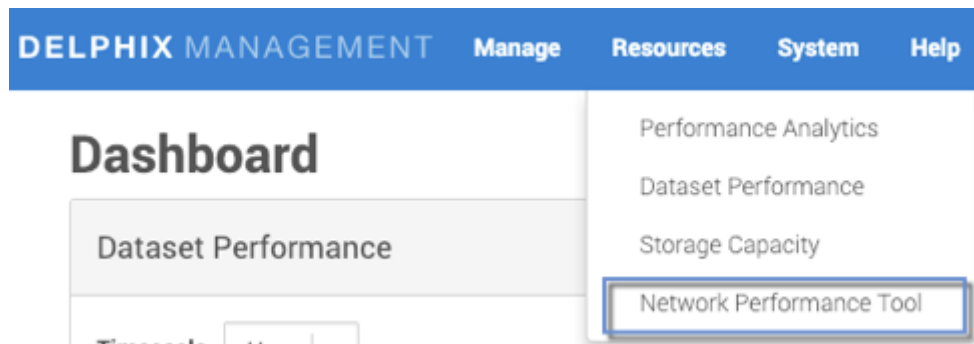 DELPHIX MANAGEMENT Manage Resources System Help
Performance Analytics
Dataset Performance
Storage Capacity
Network Performance Tool
Dashboard
Dataset Performance